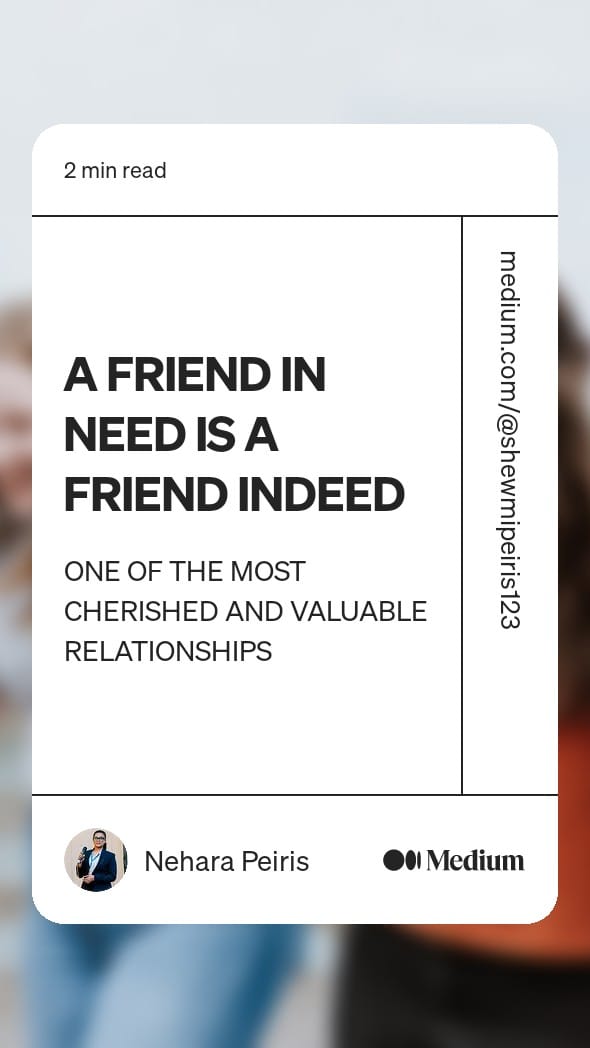 2 min read
A FRIEND IN
NEED IS A
FRIEND INDEED
ONE OF THE MOST
CHERISHED AND VALUABLE
RELATIONSHIPS
medium.com/@shewmipeiris123
Nehara Peiris
Medium